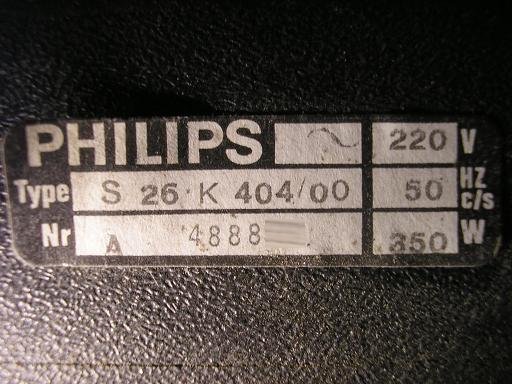 PHILIPS ~ 220 V
Type S 26 K 404/00 50 HZ c/s
Nr A 4888 350 W